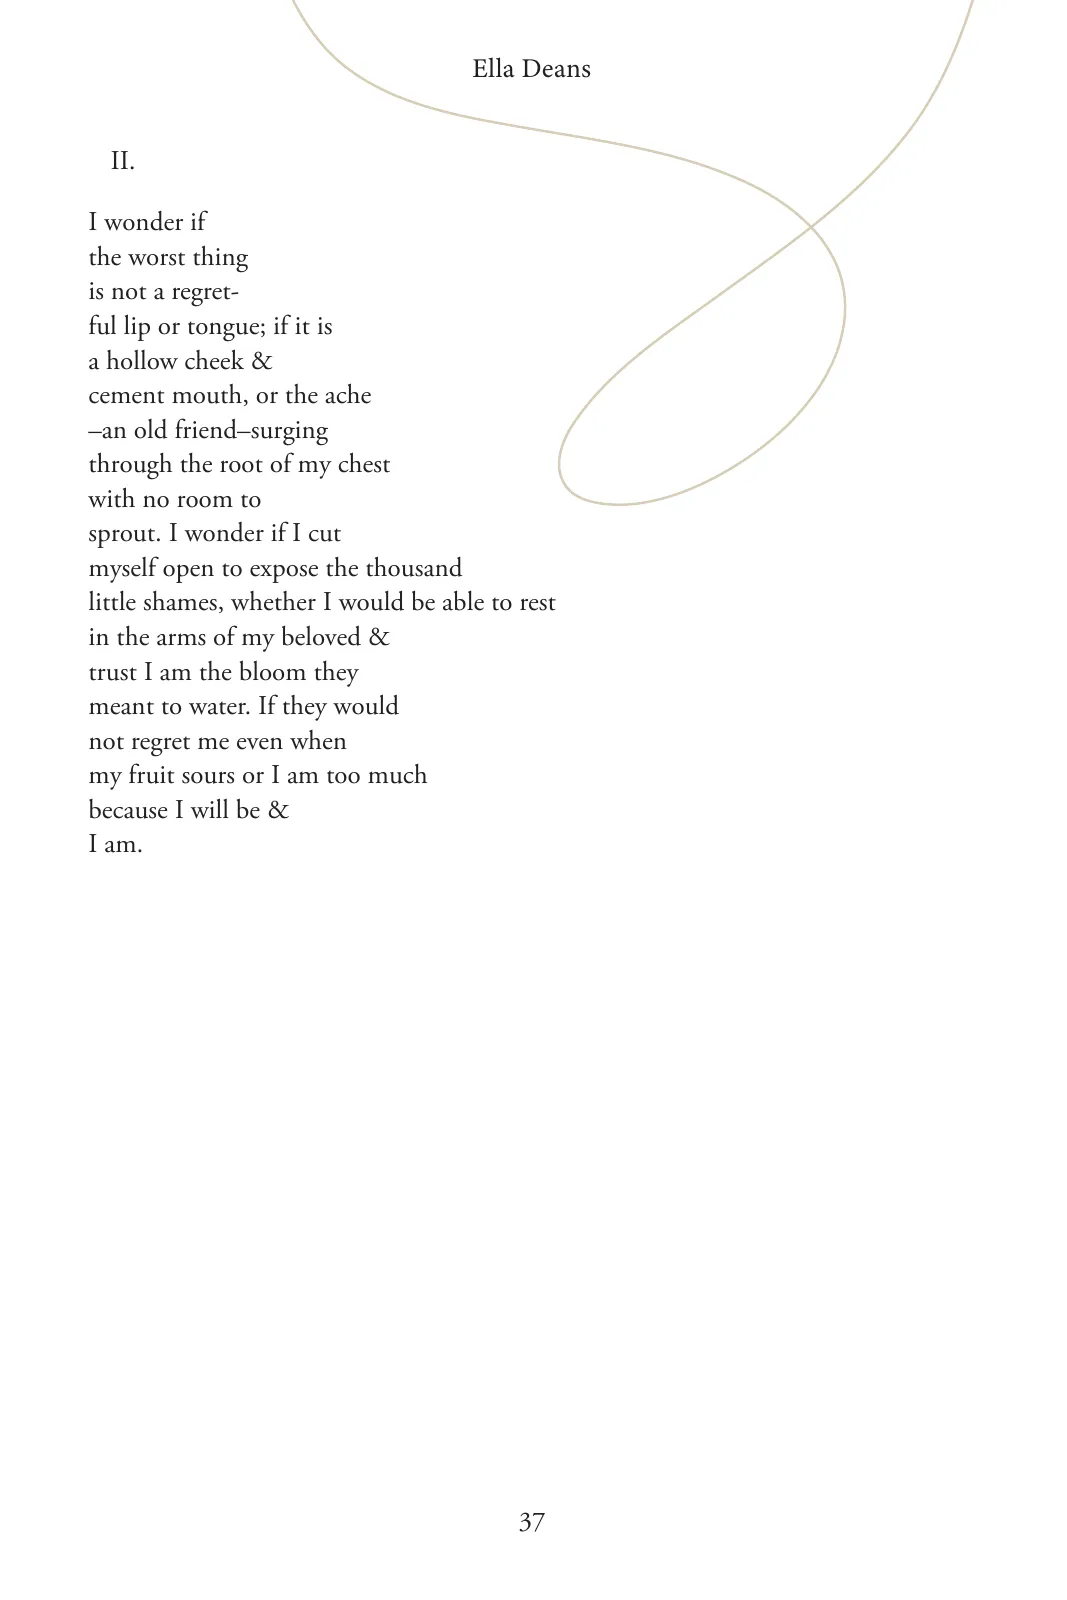 Ella Deans
II.
I wonder if
the worst thing
is not a regret-
ful lip or tongue; if it is
a hollow cheek &
cement mouth, or the ache
–an old friend–surging
through the root of my chest
with no room to
sprout. I wonder if I cut
myself open to expose the thousand
little shames, whether I would be able to rest
in the arms of my beloved &
trust I am the bloom they
meant to water. If they would
not regret me even when
my fruit sours or I am too much
because I will be &
I am.
37